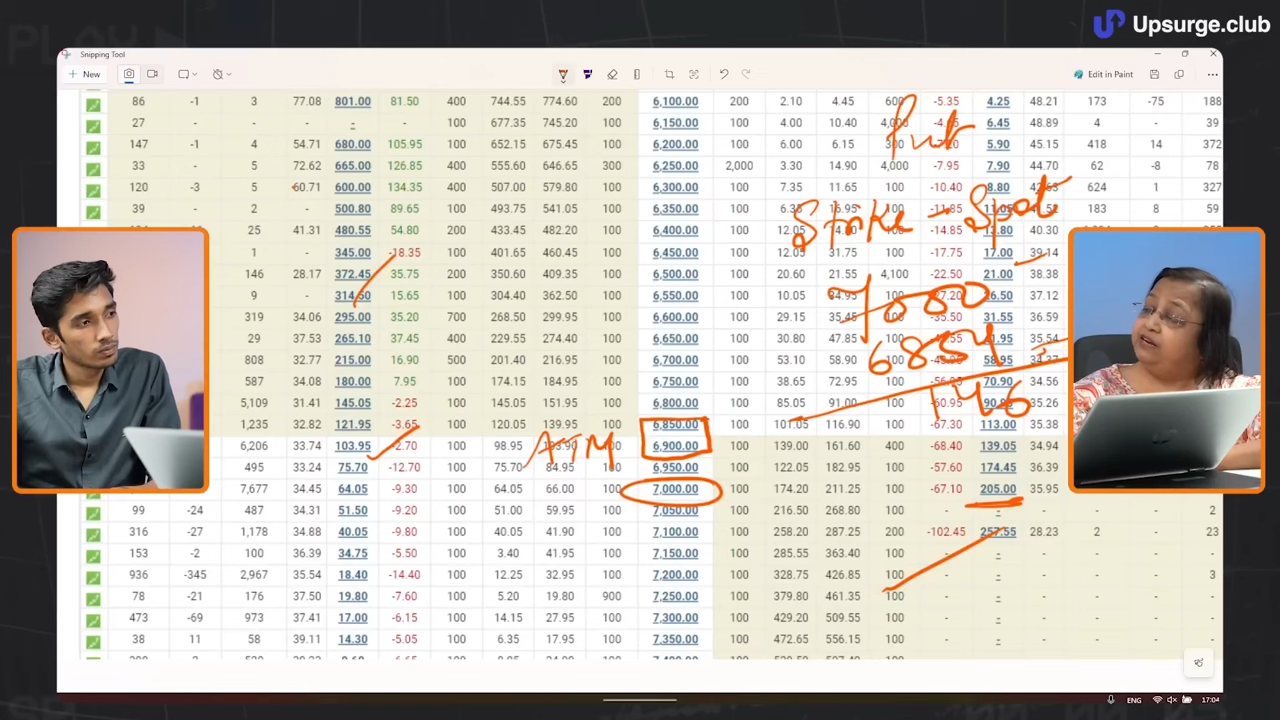 Upsurge.club
Snipping Tool
New
Edit in Paint
86 -1 3 77.08 801.00 81.50 400 744.55 774.60 200 6,100.00 200 2.10 4.45 600 -5.35 4.25 48.21 173 -75 188
27 - - - - - 100 677.35 745.20 100 6,150.00 100 4.00 10.40 6.45 48.89 4 - 39
147 -1 4 54.71 680.00 105.95 400 652.15 675.45 100 6,200.00 100 6.00 6.15 5.90 45.15 418 14 372
33 - 5 72.62 665.00 126.85 400 555.60 646.65 300 6,250.00 2,000 3.30 14.90 4,000 -7.95 7.90 44.70 62 -8 78
120 -3 5 60.71 600.00 134.35 400 507.00 579.80 100 6,300.00 100 7.35 11.65 100 -10.40 8.80 624 1 327
39 - 2 - 500.80 89.65 100 493.75 541.05 100 6,350.00 100 100 -11.85 183 8 59
25 41.31 480.55 54.80 200 433.45 482.20 100 6,400.00 100 12.05 100 -14.85 13.80 40.30
1 - 345.00 -18.35 100 401.65 460.45 100 6,450.00 100 12.05 31.75 100 -17.75 17.00 39.14
146 28.17 372.45 35.75 200 350.60 409.35 100 6,500.00 100 20.60 21.55 4,100 -22.50 21.00 38.38
9 - 314.60 15.65 100 304.40 362.50 100 6,550.00 100 10.05 34.95 100 -27.20 26.50 37.12
319 34.06 295.00 35.20 700 268.50 299.95 100 6,600.00 100 29.15 35.45 100 -35.50 31.55 36.59
29 37.53 265.10 37.45 400 229.55 274.40 100 6,650.00 100 30.80 47.85 100 35.54
808 32.77 215.00 16.90 500 201.40 216.95 100 6,700.00 100 53.10 58.90 100 58.95 34.37
587 34.08 180.00 7.95 100 174.15 184.95 100 6,750.00 100 38.65 72.95 100 70.90 34.56
5,109 31.41 145.05 -2.25 100 145.05 151.95 100 6,800.00 100 85.05 91.00 100 -60.95 35.26
1,235 32.82 121.95 -3.65 100 120.05 139.95 100 6,850.00 100 101.05 116.90 100 -67.30 113.00 35.38
6,206 33.74 103.95 -2.70 100 98.95 6,900.00 100 139.00 161.60 400 -68.40 139.05 34.94
495 33.24 75.70 -12.70 100 75.70 84.95 6,950.00 100 122.05 182.95 100 -57.60 174.45 36.39
7,677 34.45 64.05 -9.30 100 64.05 66.00 100 7,000.00 100 174.20 211.25 100 -67.10 205.00 35.95
99 -24 487 34.31 51.50 -9.20 100 51.00 59.95 100 7,050.00 100 216.50 268.80 100 - - - - - 2
316 -27 1,178 34.88 40.05 -9.80 100 40.05 41.90 100 7,100.00 100 258.20 287.25 200 -102.45 257.55 28.23 2 - 23
153 -2 100 36.39 34.75 -5.50 100 3.40 41.95 100 7,150.00 100 285.55 363.40 100 - - - - - -
936 -345 2,967 35.54 18.40 -14.40 100 12.25 32.95 100 7,200.00 100 328.75 426.85 100 - - - - - 3
78 -21 176 37.50 19.80 -7.60 100 5.20 19.80 900 7,250.00 100 379.80 461.35 100 - - - - - -
473 -69 973 37.41 17.00 -6.15 100 14.15 27.95 100 7,300.00 100 429.20 509.55 100 - - - - - -
38 11 58 39.11 14.30 -5.05 100 6.35 17.95 100 7,350.00 100 472.65 556.15 100 - - - - - -
Put
Strike - Spot
7000
6854
146
ATM
ENG
17:04